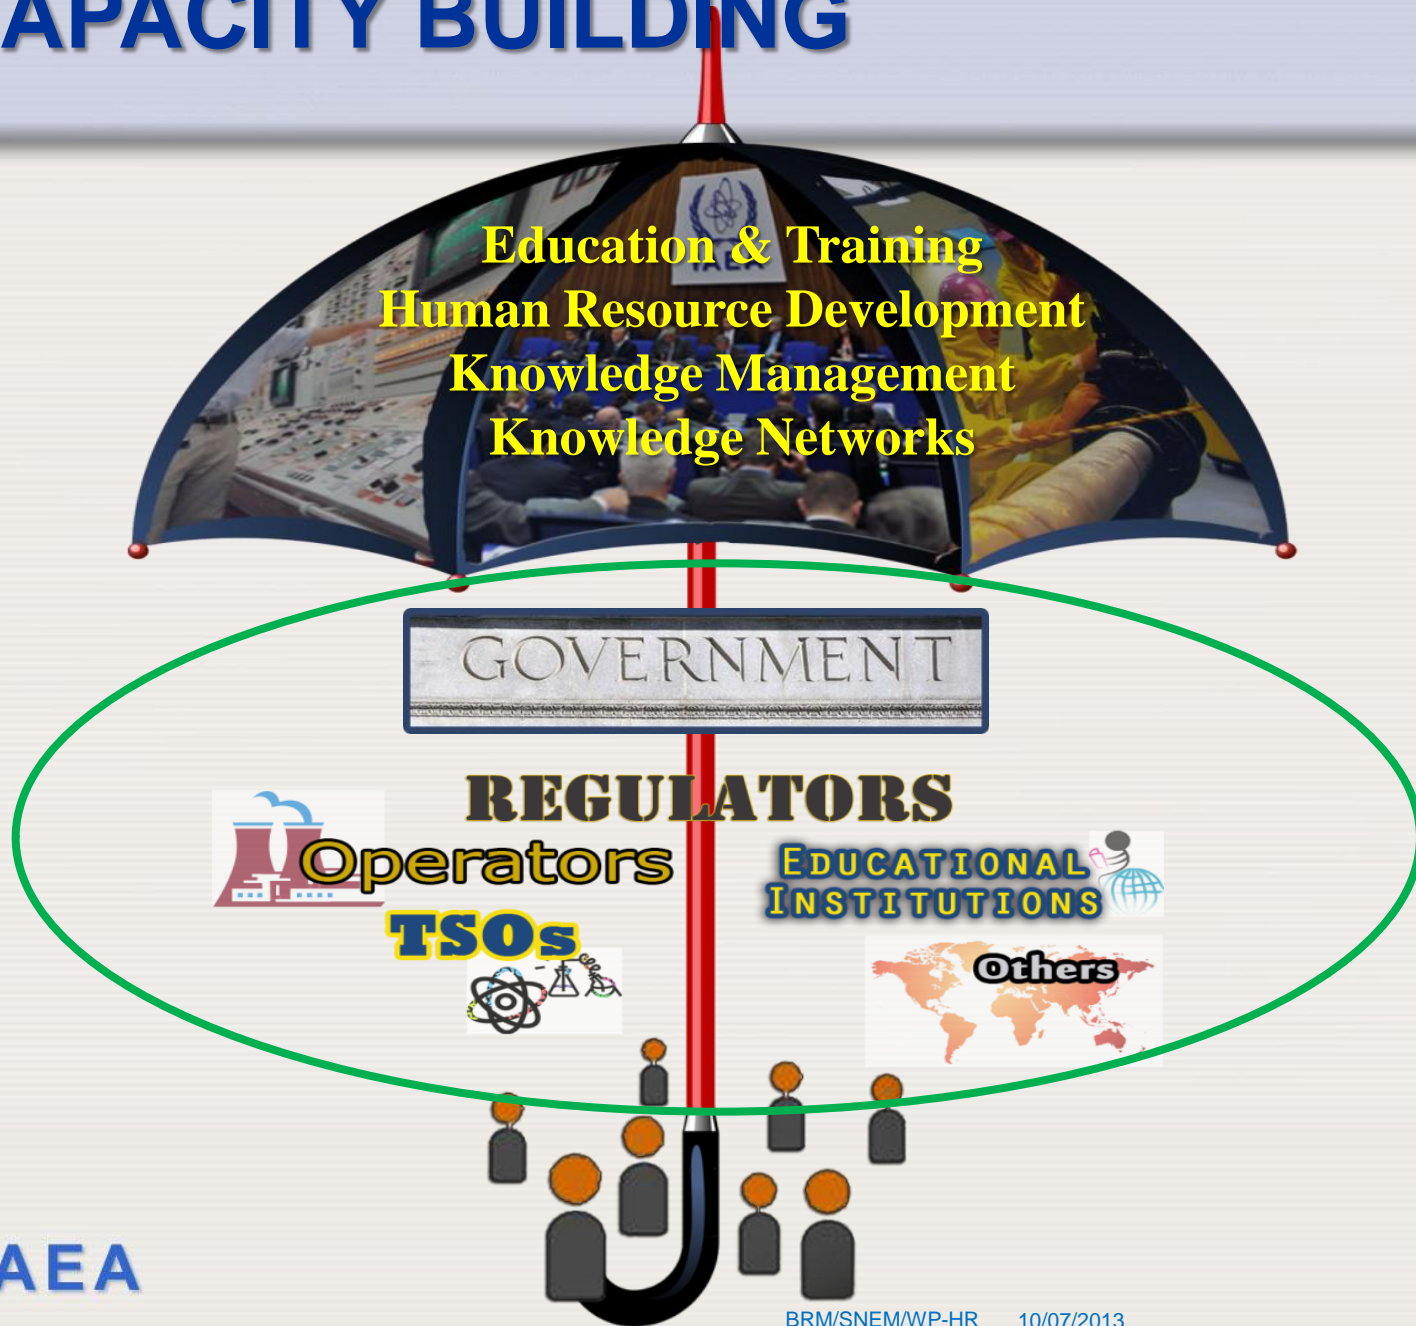 APACITY BUILDING
IAEA
Education & Training
Human Resource Development
Knowledge Management
Knowledge Networks
GOVERNMENT
REGULATORS
Operators
EDUCATIONAL
INSTITUTIONS
TSOs
Others
AEA
BRM/SNEM/WP-HR 10/07/2013